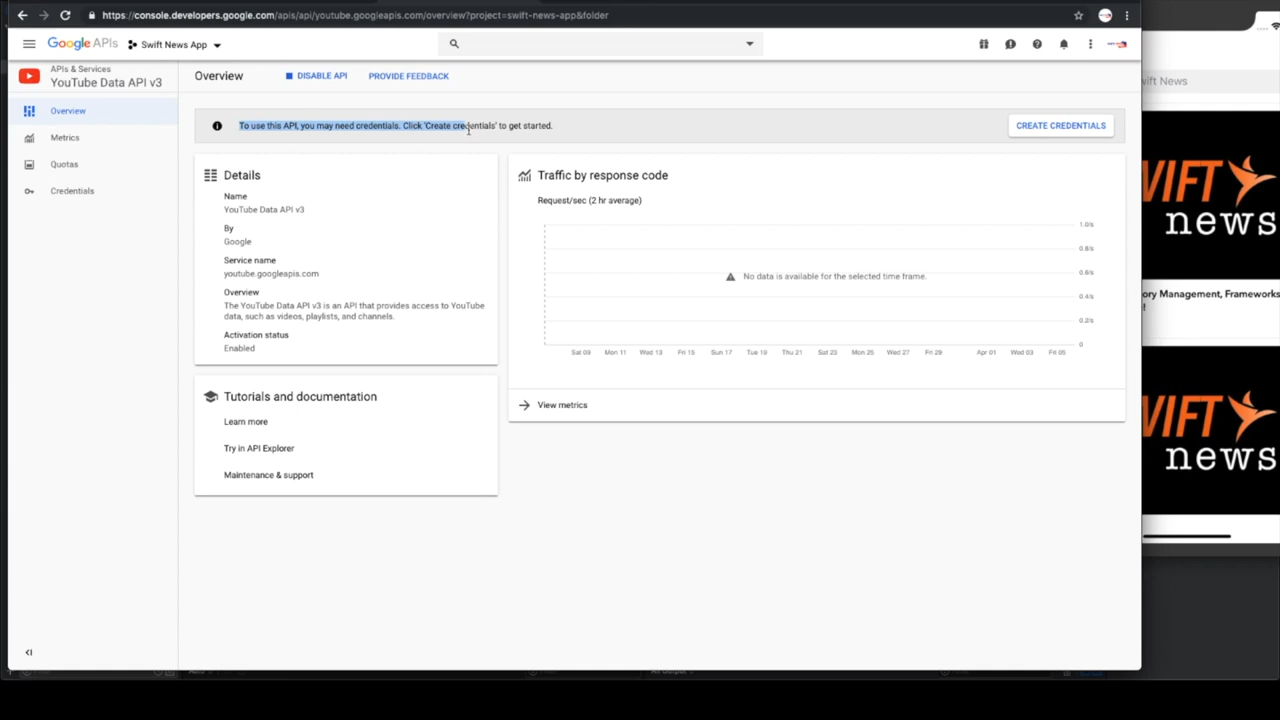 https://console.developers.google.com/apis/api/youtube.googleapis.com/overview?project=swift-news-app&folder
Google APIs
Swift News App
APIs & Services
YouTube Data API v3
Overview
DISABLE API
PROVIDE FEEDBACK
Overview
Metrics
Quotas
Credentials
To use this API, you may need credentials. Click 'Create credentials' to get started.
CREATE CREDENTIALS
Details
Name
YouTube Data API v3
By
Google
Service name
youtube.googleapis.com
Overview
The YouTube Data API v3 is an API that provides access to YouTube
data, such as videos, playlists, and channels.
Activation status
Enabled
Traffic by response code
Request/sec (2 hr average)
1.0/s
0.8/s
0.6/s
0.4/s
0.2/s
0
No data is available for the selected time frame.
Sat 09 Mon 11 Wed 13 Fri 15 Sun 17 Tue 19 Thu 21 Sat 23 Mon 25 Wed 27 Fri 29 Apr 01 Wed 03 Fri 05
View metrics
Tutorials and documentation
Learn more
Try in API Explorer
Maintenance & support
wift News
WIFT
news
ory Management, Frameworks
!
WIFT
news